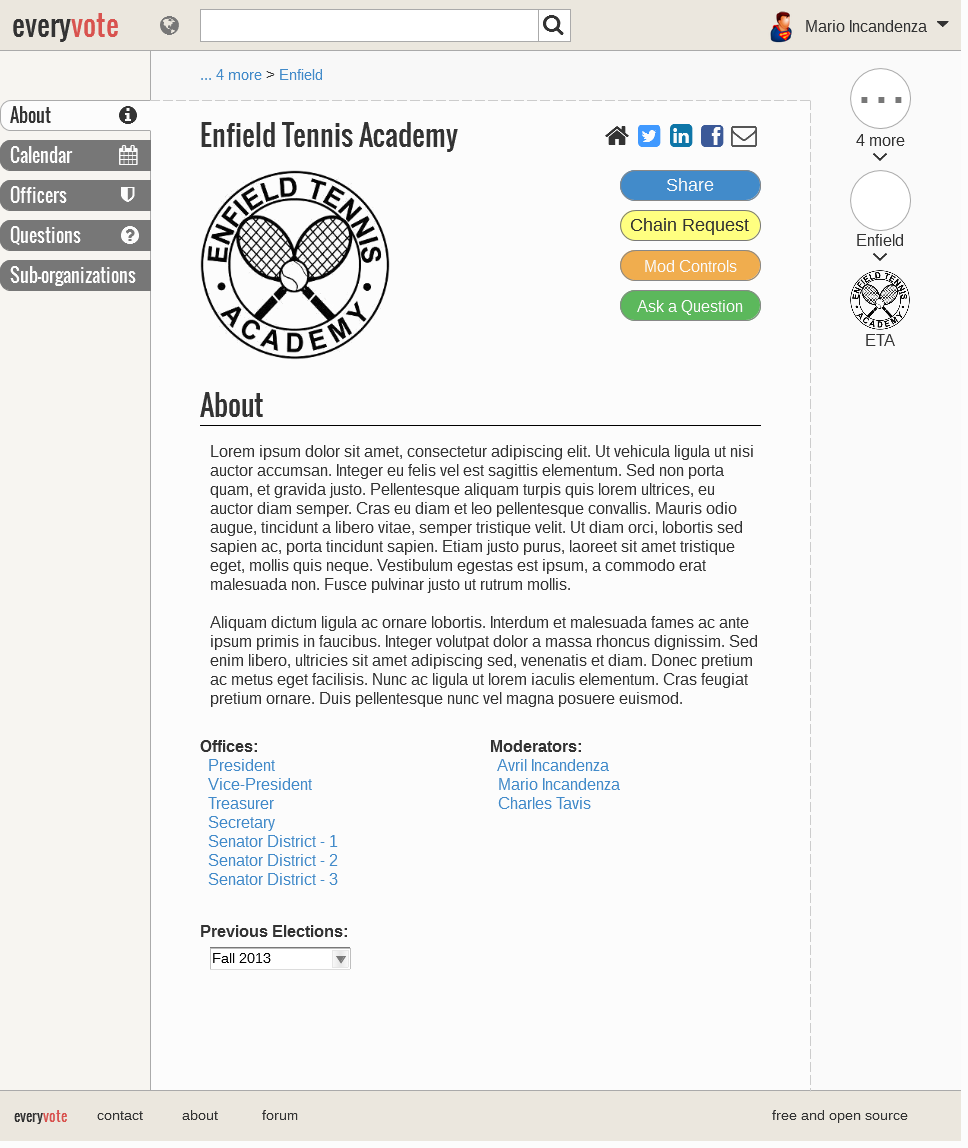 everyvote
Mario Incandenza
... 4 more > Enfield
About
Calendar
Officers
Questions
Sub-organizations
Enfield Tennis Academy
ENFIELD TENNIS ACADEMY
Share
Chain Request
Mod Controls
Ask a Question
4 more
Enfield
ENFIELD TENNIS ACADEMY
ETA
About
Lorem ipsum dolor sit amet, consectetur adipiscing elit. Ut vehicula ligula ut nisi
auctor accumsan. Integer eu felis vel est sagittis elementum. Sed non porta
quam, et gravida justo. Pellentesque aliquam turpis quis lorem ultrices, eu
auctor diam semper. Cras eu diam et leo pellentesque convallis. Mauris odio
augue, tincidunt a libero vitae, semper tristique velit. Ut diam orci, lobortis sed
sapien ac, porta tincidunt sapien. Etiam justo purus, laoreet sit amet tristique
eget, mollis quis neque. Vestibulum egestas est ipsum, a commodo erat
malesuada non. Fusce pulvinar justo ut rutrum mollis.
Aliquam dictum ligula ac ornare lobortis. Interdum et malesuada fames ac ante
ipsum primis in faucibus. Integer volutpat dolor a massa rhoncus dignissim. Sed
enim libero, ultricies sit amet adipiscing sed, venenatis et diam. Donec pretium
ac metus eget facilisis. Nunc ac ligula ut lorem iaculis elementum. Cras feugiat
pretium ornare. Duis pellentesque nunc vel magna posuere euismod.
Offices:
President
Vice-President
Treasurer
Secretary
Senator District - 1
Senator District - 2
Senator District - 3
Moderators:
Avril Incandenza
Mario Incandenza
Charles Tavis
Previous Elections:
Fall 2013
everyvote contact about forum free and open source